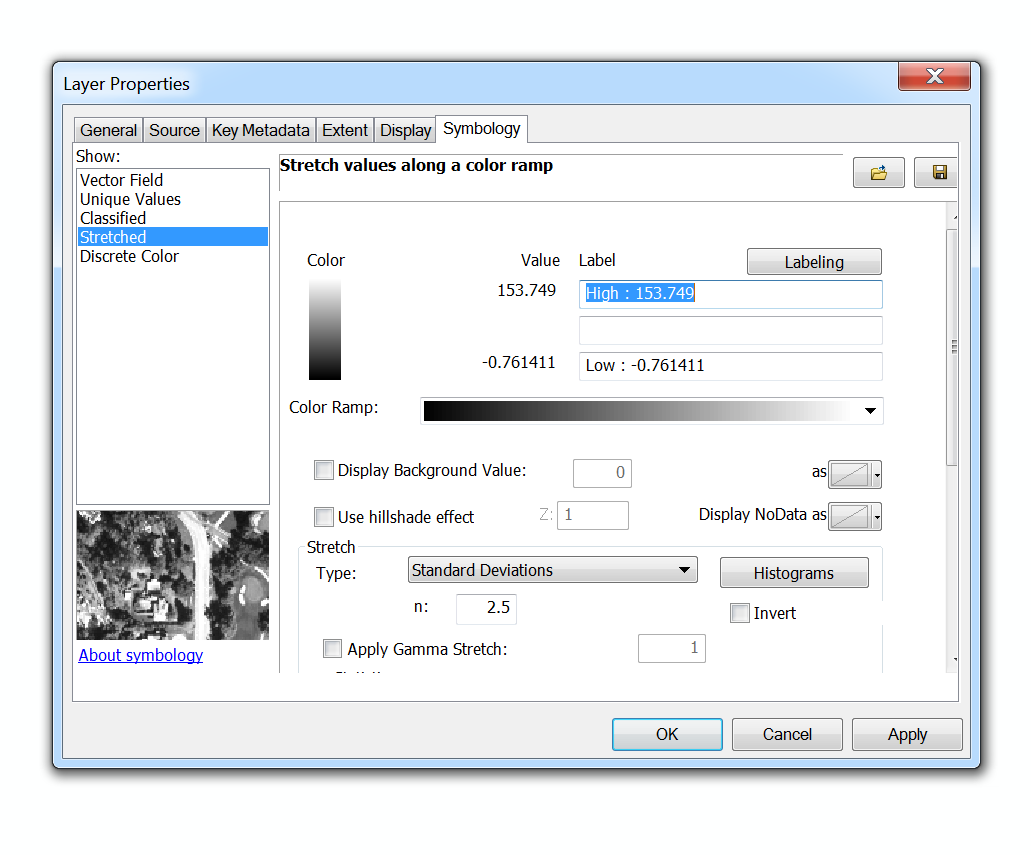 Layer Properties
General Source Key Metadata Extent Display Symbology
Show:
Vector Field
Unique Values
Classified
Stretched
Discrete Color
About symbology
Stretch values along a color ramp
Color Value Label Labeling
153.749 High : 153.749
-0.761411 Low : -0.761411
Color Ramp:
Display Background Value: 0 as
Use hillshade effect Z: 1 Display NoData as
Stretch
Type: Standard Deviations Histograms
n: 2.5 Invert
Apply Gamma Stretch: 1
OK Cancel Apply